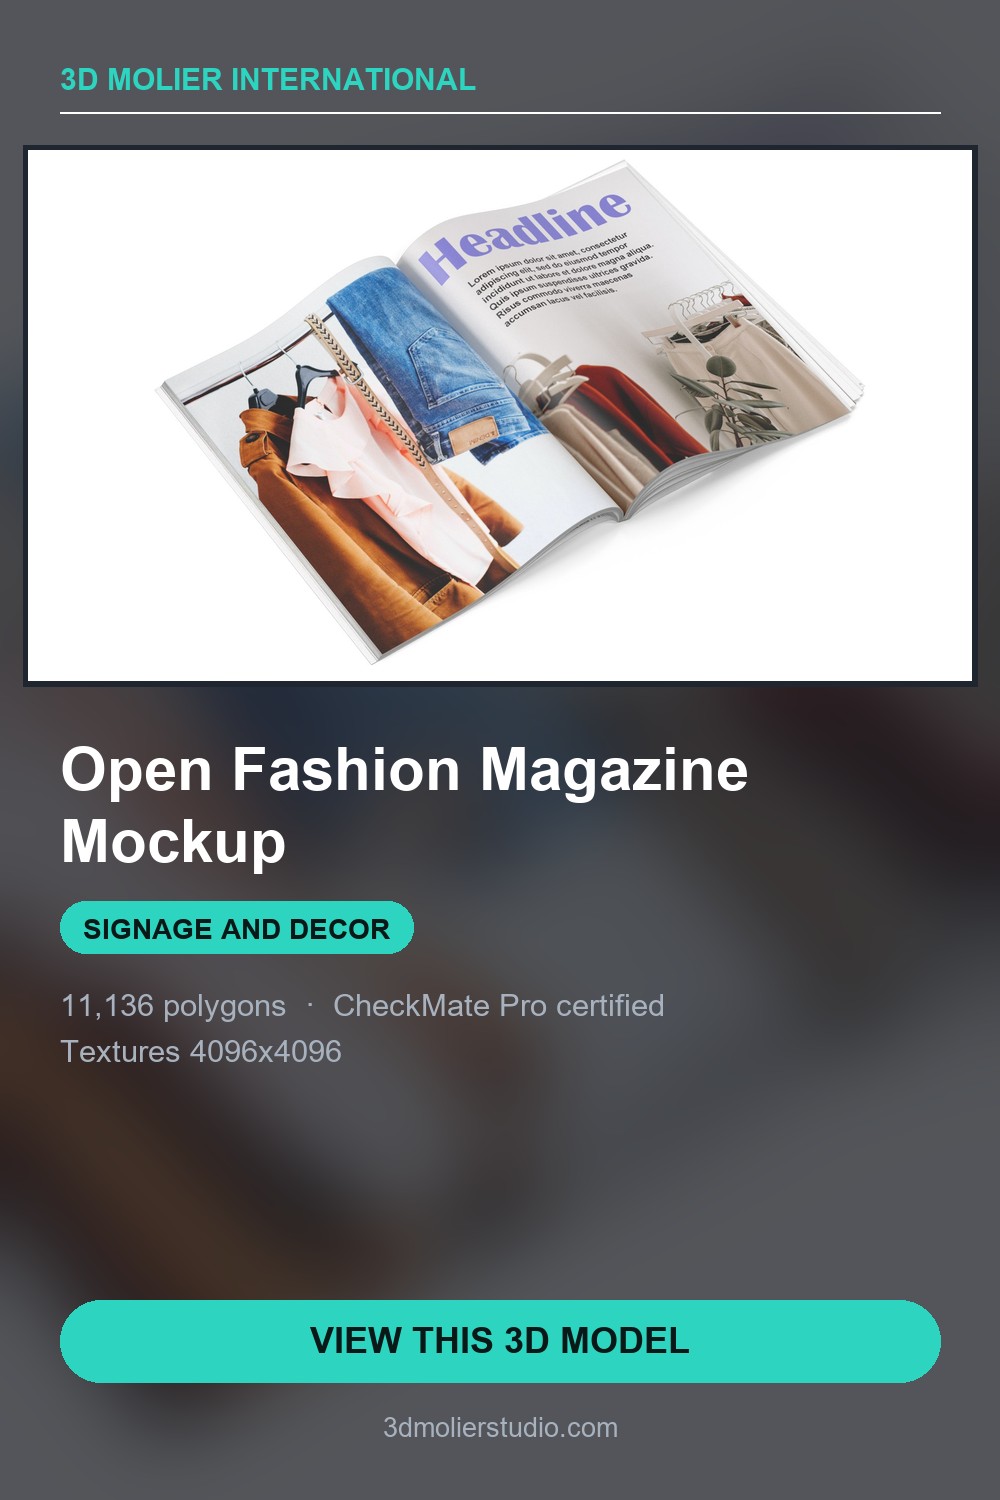 3D MOLIER INTERNATIONAL
Headline
Lorem ipsum dolor sit amet, consectetur
adipiscing elit, sed do eiusmod tempor
incididunt ut labore et dolore magna aliqua.
Quis ipsum suspendisse ultrices gravida.
Risus commodo viverra maecenas
accumsan lacus vel facilisis.
Open Fashion Magazine
Mockup
SIGNAGE AND DECOR
11,136 polygons · CheckMate Pro certified
Textures 4096x4096
VIEW THIS 3D MODEL
3dmolierstudio.com